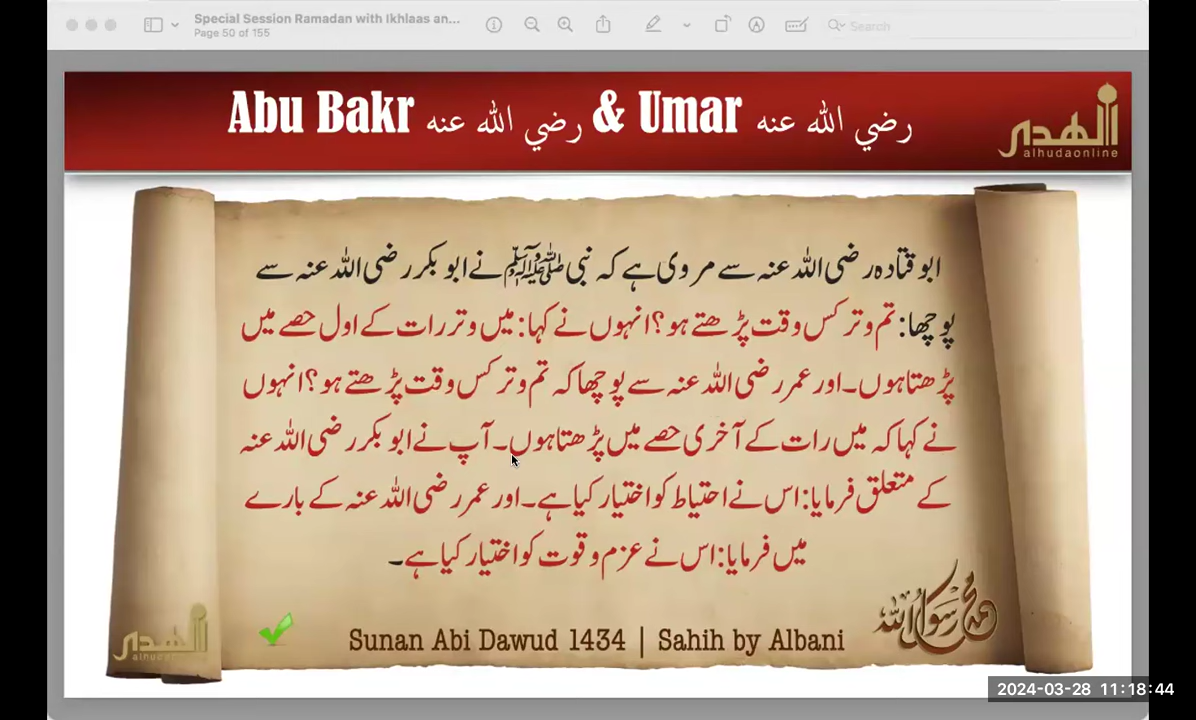 Special Session Ramadan with Ikhlaas an...
Page 50 of 155
Search
Abu Bakr رضي الله عنه & Umar رضي الله عنه
الهدى
alhudaonline
ابو قتادہ رضی اللہ عنہ سے مروی ہے کہ نبی ﷺ نے ابو بکر رضی اللہ عنہ سے
پوچھا: تم وتر کس وقت پڑھتے ہو؟ انہوں نے کہا: میں وتر رات کے اول حصے میں
پڑھتا ہوں۔ اور عمر رضی اللہ عنہ سے پوچھا کہ تم وتر کس وقت پڑھتے ہو؟ انہوں
نے کہا کہ میں رات کے آخری حصے میں پڑھتا ہوں۔ آپ نے ابو بکر رضی اللہ عنہ
کے متعلق فرمایا: اس نے احتیاط کو اختیار کیا ہے۔ اور عمر رضی اللہ عنہ کے بارے
میں فرمایا: اس نے عزم و قوت کو اختیار کیا ہے۔
محمد رسول الله
الهدى
Sunan Abi Dawud 1434 | Sahih by Albani
2024-03-28 11:18:44